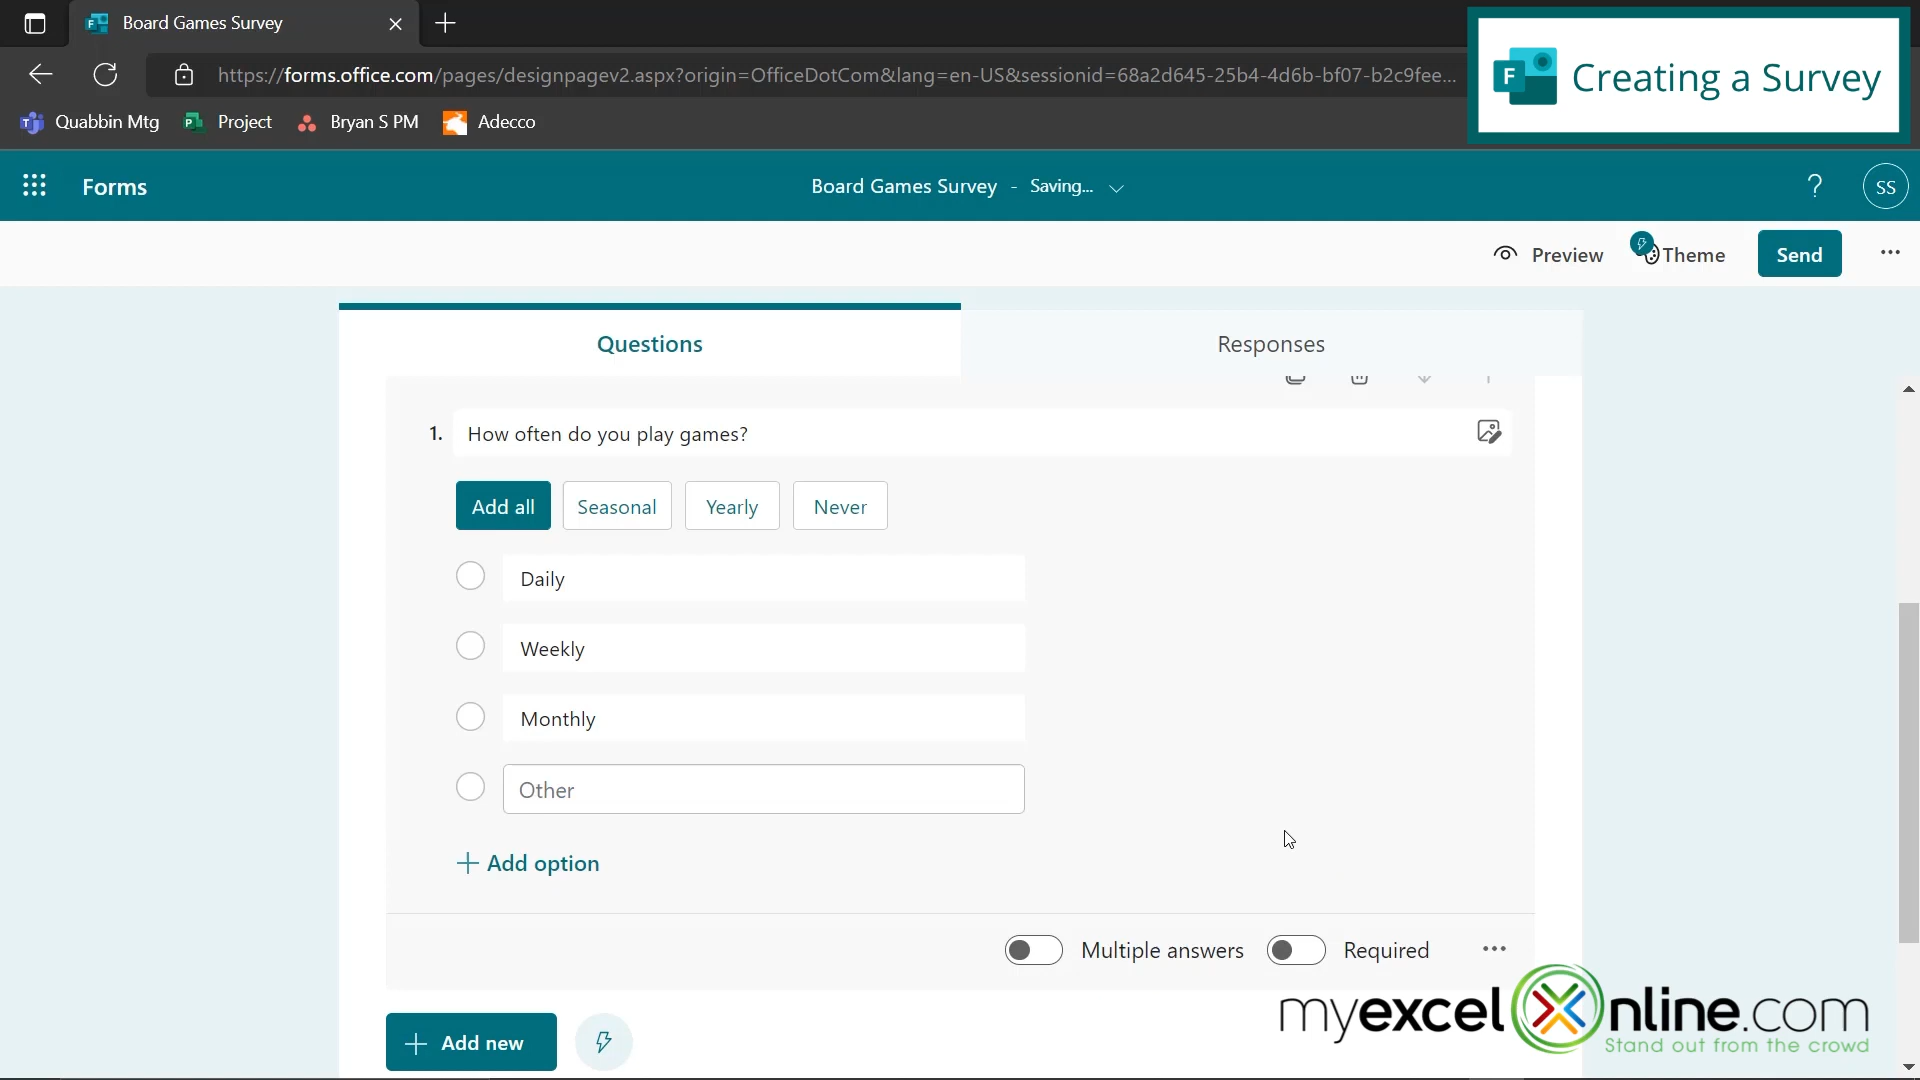 Board Games Survey
https://forms.office.com/pages/designpagev2.aspx?origin=OfficeDotCom&lang=en-US&sessionid=68a2d645-25b4-4d6b-bf07-b2c9fee...
F Creating a Survey
Quabbin Mtg Project Bryan S PM Adecco
Forms Board Games Survey - Saving... ? SS
Preview Theme Send ...
Questions Responses
1. How often do you play games?
Add all Seasonal Yearly Never
Daily
Weekly
Monthly
Other
+ Add option
Multiple answers Required ...
myexcelOnline.com
Stand out from the crowd
+ Add new